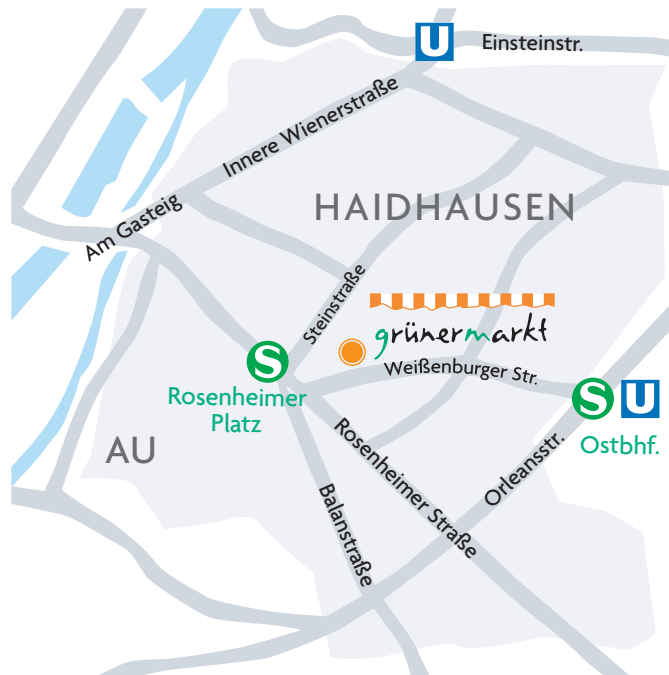 U
Einsteinstr.
Innere Wienerstraße
HAIDHAUSEN
Am Gasteig
Steinstraße
grünermarkt
S
Weißenburger Str.
Rosenheimer
Platz
S U
Ostbhf.
AU
Rosenheimer Straße
Orleansstr.
Balanstraße